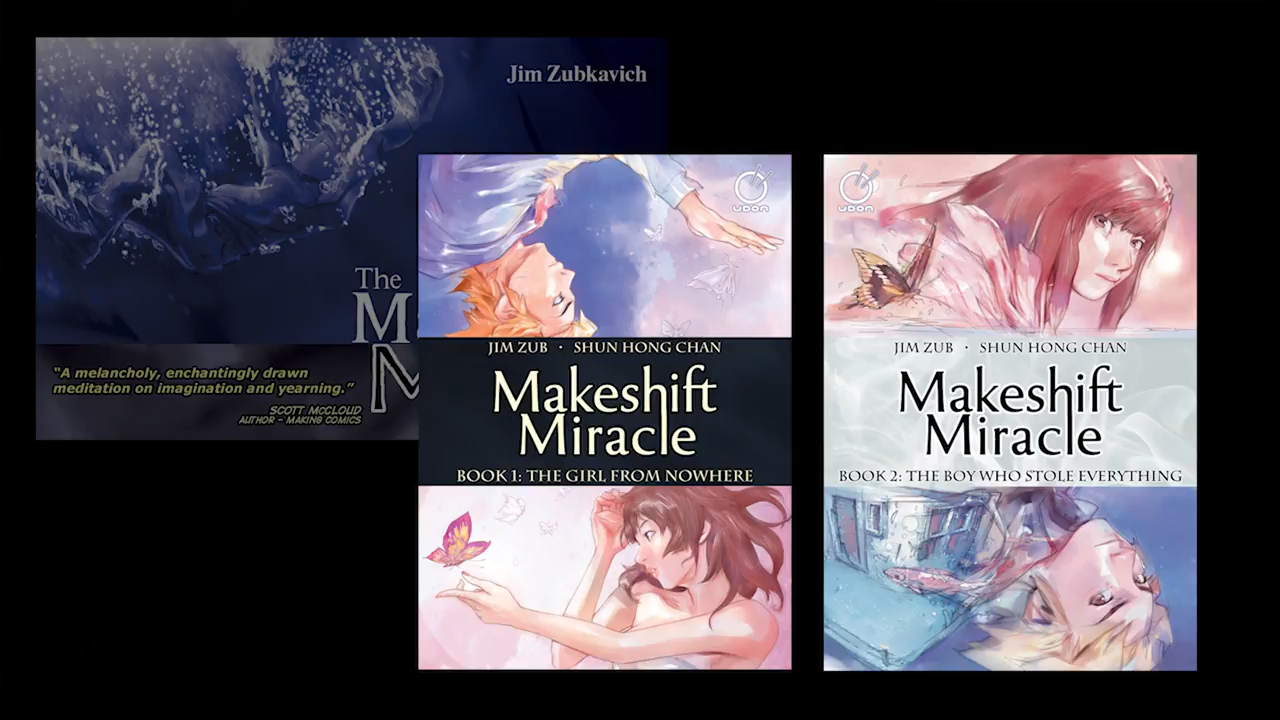 Jim Zubkavich
The
M
M
“A melancholy, enchantingly drawn
meditation on imagination and yearning.”
SCOTT MCCLOUD
AUTHOR - MAKING COMICS
UDON
JIM ZUB · SHUN HONG CHAN
Makeshift
Miracle
BOOK 1: THE GIRL FROM NOWHERE
UDON
JIM ZUB · SHUN HONG CHAN
Makeshift
Miracle
BOOK 2: THE BOY WHO STOLE EVERYTHING